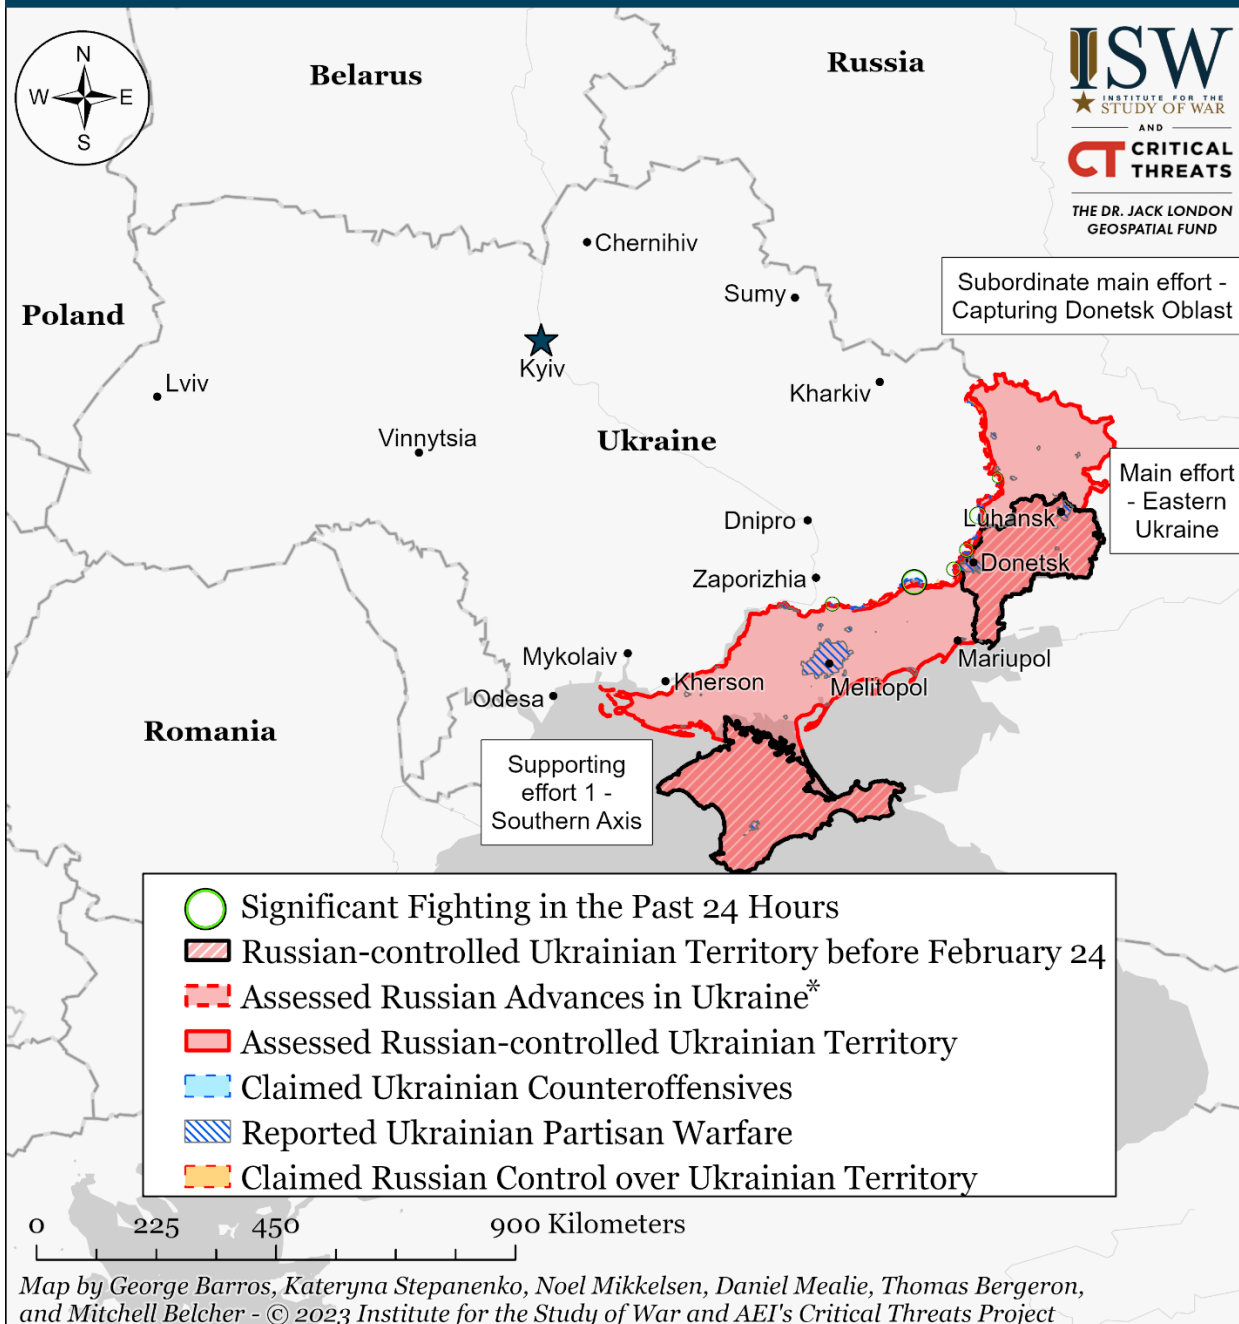 N
W
E
S
Belarus
Russia
ISW
INSTITUTE FOR THE
STUDY OF WAR
AND
CT CRITICAL
THREATS
THE DR. JACK LONDON
GEOSPATIAL FUND
Chernihiv
Sumy
Subordinate main effort -
Capturing Donetsk Oblast
Poland
Kyiv
Lviv
Kharkiv
Vinnytsia
Ukraine
Main effort
- Eastern
Ukraine
Dnipro
Luhansk
Donetsk
Zaporizhia
Mykolaiv
Mariupol
Kherson
Melitopol
Odesa
Romania
Supporting
effort 1 -
Southern Axis
Significant Fighting in the Past 24 Hours
Russian-controlled Ukrainian Territory before February 24
Assessed Russian Advances in Ukraine*
Assessed Russian-controlled Ukrainian Territory
Claimed Ukrainian Counteroffensives
Reported Ukrainian Partisan Warfare
Claimed Russian Control over Ukrainian Territory
0 225 450 900 Kilometers
Map by George Barros, Kateryna Stepanenko, Noel Mikkelsen, Daniel Mealie, Thomas Bergeron,
and Mitchell Belcher - © 2023 Institute for the Study of War and AEI's Critical Threats Project